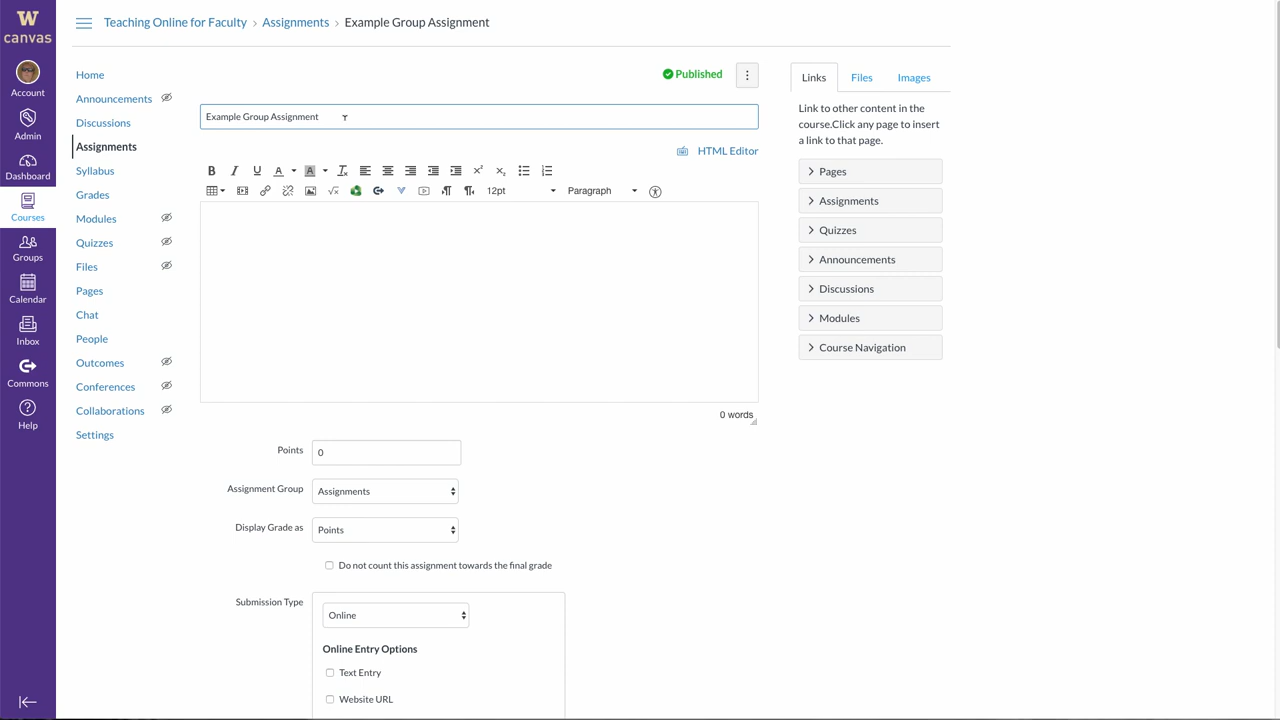 W
canvas
Account
Admin
Dashboard
Courses
Groups
Calendar
Inbox
Commons
Help
Teaching Online for Faculty > Assignments > Example Group Assignment
Home
Announcements
Discussions
Assignments
Syllabus
Grades
Modules
Quizzes
Files
Pages
Chat
People
Outcomes
Conferences
Collaborations
Settings
Published
Example Group Assignment
HTML Editor
B I U A A
12pt Paragraph
0 words
Points 0
Assignment Group Assignments
Display Grade as Points
Do not count this assignment towards the final grade
Submission Type Online
Online Entry Options
Text Entry
Website URL
Links Files Images
Link to other content in the
course.Click any page to insert
a link to that page.
Pages
Assignments
Quizzes
Announcements
Discussions
Modules
Course Navigation